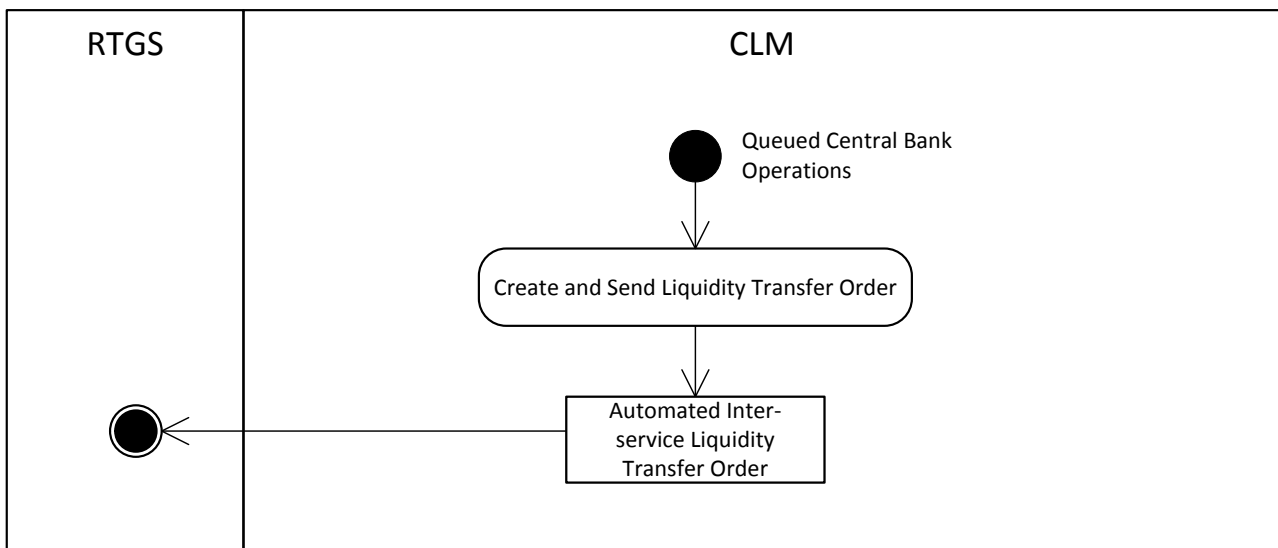 RTGS
CLM
Queued Central Bank
Operations
Create and Send Liquidity Transfer Order
Automated Inter-
service Liquidity
Transfer Order